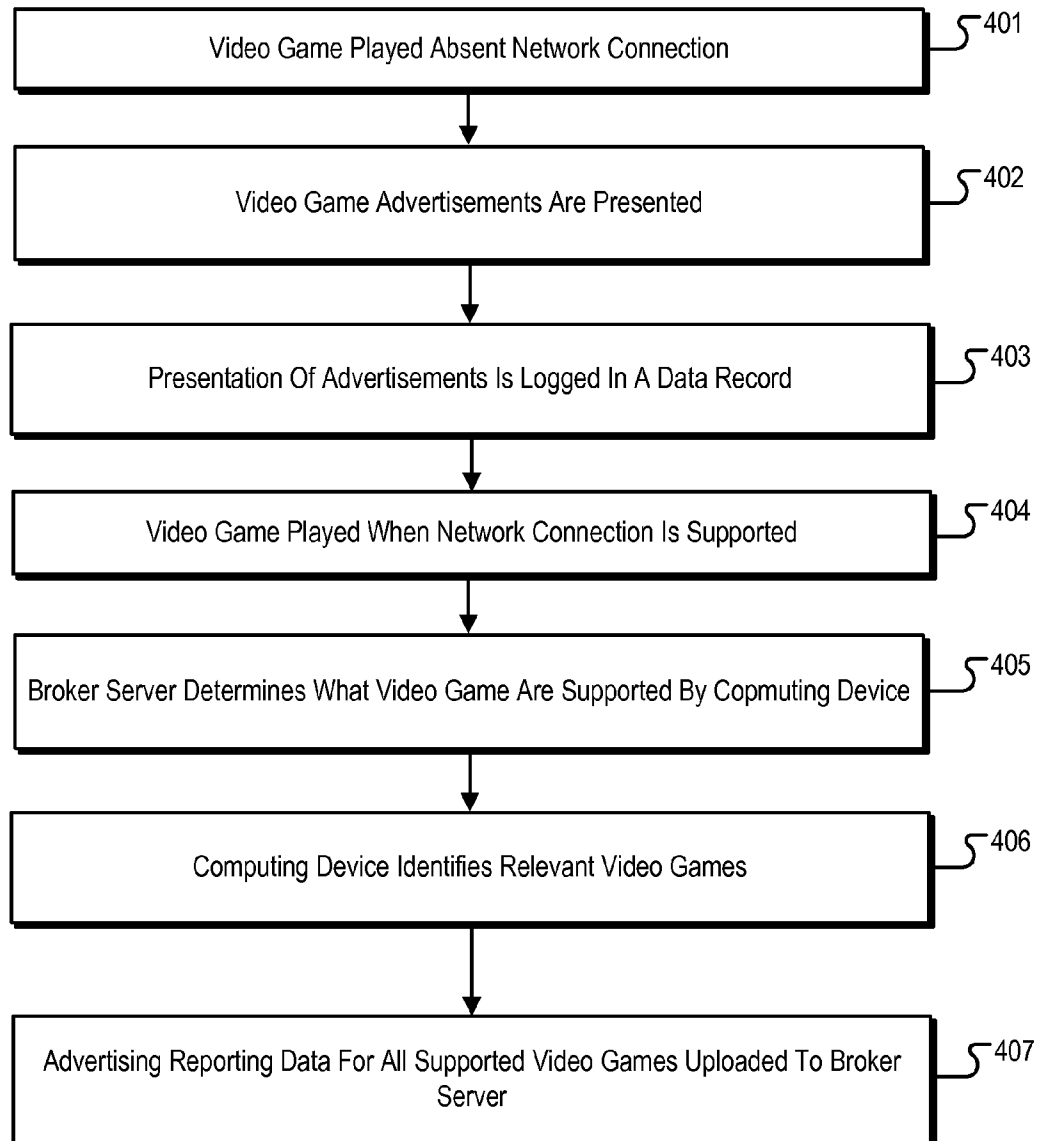 Video Game Played Absent Network Connection
401
Video Game Advertisements Are Presented
402
Presentation Of Advertisements Is Logged In A Data Record
403
Video Game Played When Network Connection Is Supported
404
Broker Server Determines What Video Game Are Supported By Copmuting Device
405
Computing Device Identifies Relevant Video Games
406
Advertising Reporting Data For All Supported Video Games Uploaded To Broker
Server
407